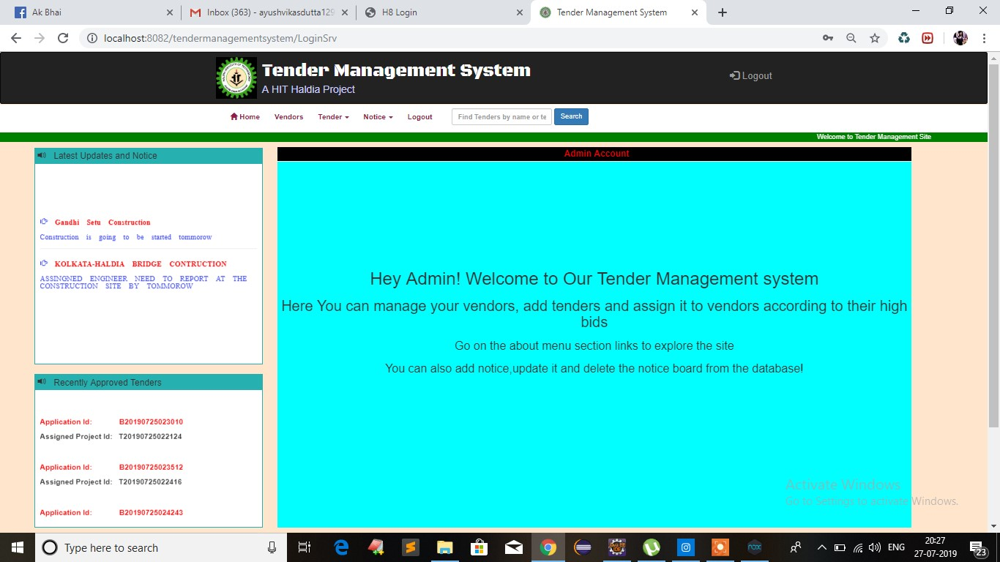 Ak Bhai
Inbox (363) - ayushvikasdutta129
H8 Login
Tender Management System
localhost:8082/tendermanagementsystem/LoginSrv
Tender Management System
A HIT Haldia Project
Logout
Home Vendors Tender Notice Logout Find Tenders by name or te Search
Welcome to Tender Management Site
Latest Updates and Notice
Gandhi Setu Construction
Construction is going to be started tommorow
KOLKATA-HALDIA BRIDGE CONTRUCTION
ASSINGNED ENGINEER NEED TO REPORT AT THE
CONSTRUCTION SITE BY TOMMOROW
Recently Approved Tenders
Application Id: B20190725023010
Assigned Project Id: T20190725022124
Application Id: B20190725023512
Assigned Project Id: T20190725022416
Application Id: B20190725024243
Admin Account
Hey Admin! Welcome to Our Tender Management system
Here You can manage your vendors, add tenders and assign it to vendors according to their high
bids
Go on the about menu section links to explore the site
You can also add notice,update it and delete the notice board from the database!
Activate Windows
Go to Settings to activate Windows.
Type here to search
ENG
20:27
27-07-2019
23